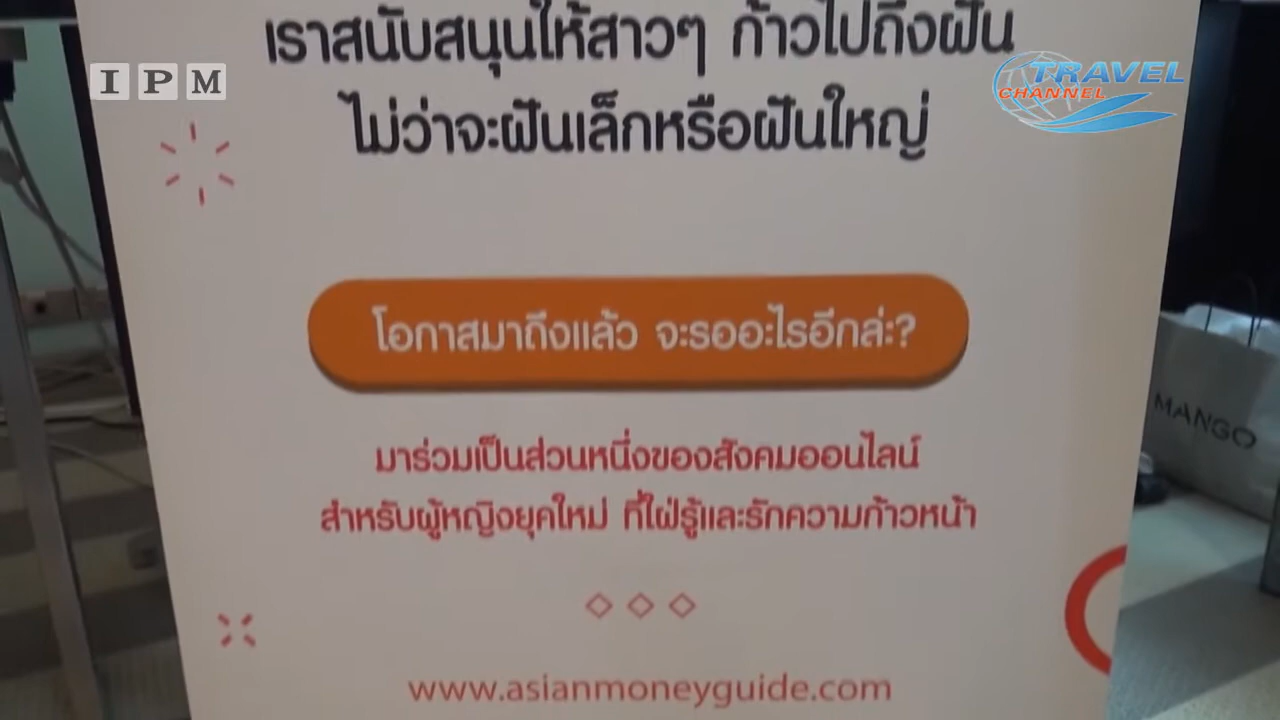 เราสนับสนุนให้สาวๆ ก้าวไปถึงฝัน
ไม่ว่าจะฝันเล็กหรือฝันใหญ่
IPM
TRAVEL
CHANNEL
โอกาสมาถึงแล้ว จะรออะไรอีกล่ะ?
MANGO
มาร่วมเป็นส่วนหนึ่งของสังคมออนไลน์
สำหรับผู้หญิงยุคใหม่ ที่ใฝ่รู้และรักความก้าวหน้า
www.asianmoneyguide.com